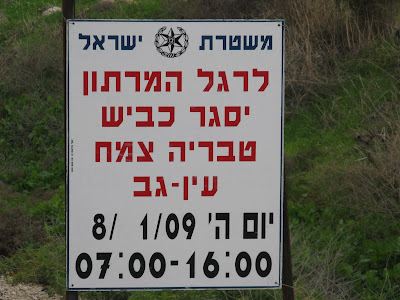 משטרת ישראל
לרגל המרתון
יסגר כביש
טבריה צמח
עין-גב
יום ה' 8/ 1/09
07:00-16:00